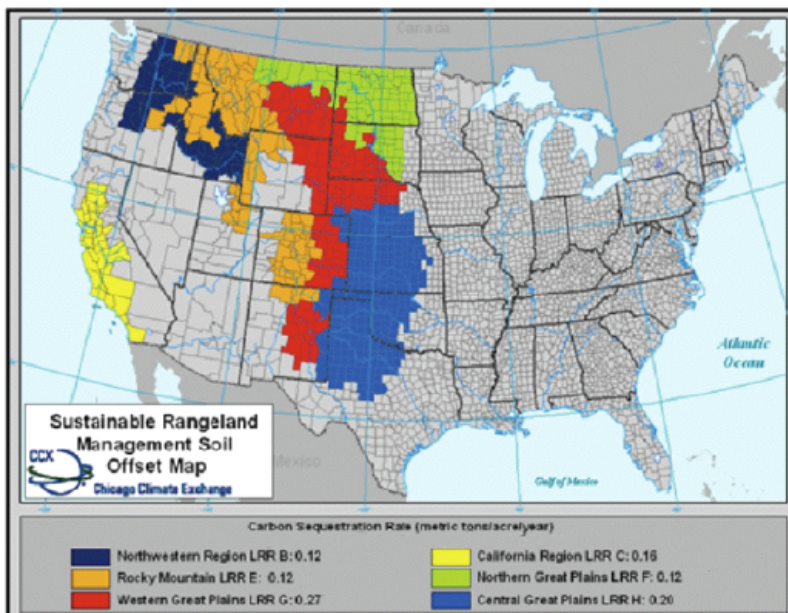 Canada
Atlantic
Ocean
Sustainable Rangeland
Management Soil
Offset Map
CCX
Chicago Climate Exchange
Mexico
Gulf of Mexico
Carbon Sequestration Rate (metric tons/acre/year)
Northwestern Region LRR B: 0.12
California Region LRR C: 0.16
Rocky Mountain LRR E: 0.12
Northern Great Plains LRR F: 0.12
Western Great Plains LRR G: 0.27
Central Great Plains LRR H: 0.20